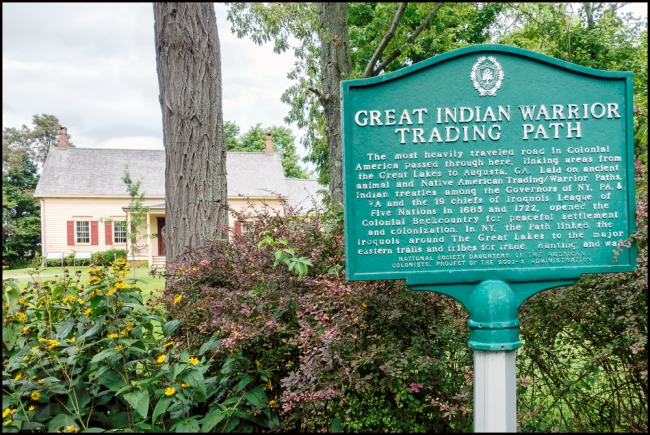 GREAT INDIAN WARRIOR
TRADING PATH
The most heavily traveled road in Colonial
America passed through here, linking areas from
the Great Lakes to Augusta, GA. Laid on ancient
animal and Native American Trading/Warrior Paths.
Indian treaties among the Governors of NY, PA, &
VA and the 19 chiefs of Iroquois League of
Five Nations in 1685 and 1722, opened the
Colonial Backcountry for peaceful settlement
and colonization. In NY, the Path linked the
Iroquois around The Great Lakes to the major
eastern trails and tribes for trade, hunting, and war.
NATIONAL SOCIETY DAUGHTERS OF THE AMERICAN
COLONISTS, PROJECT OF THE ADMINISTRATION